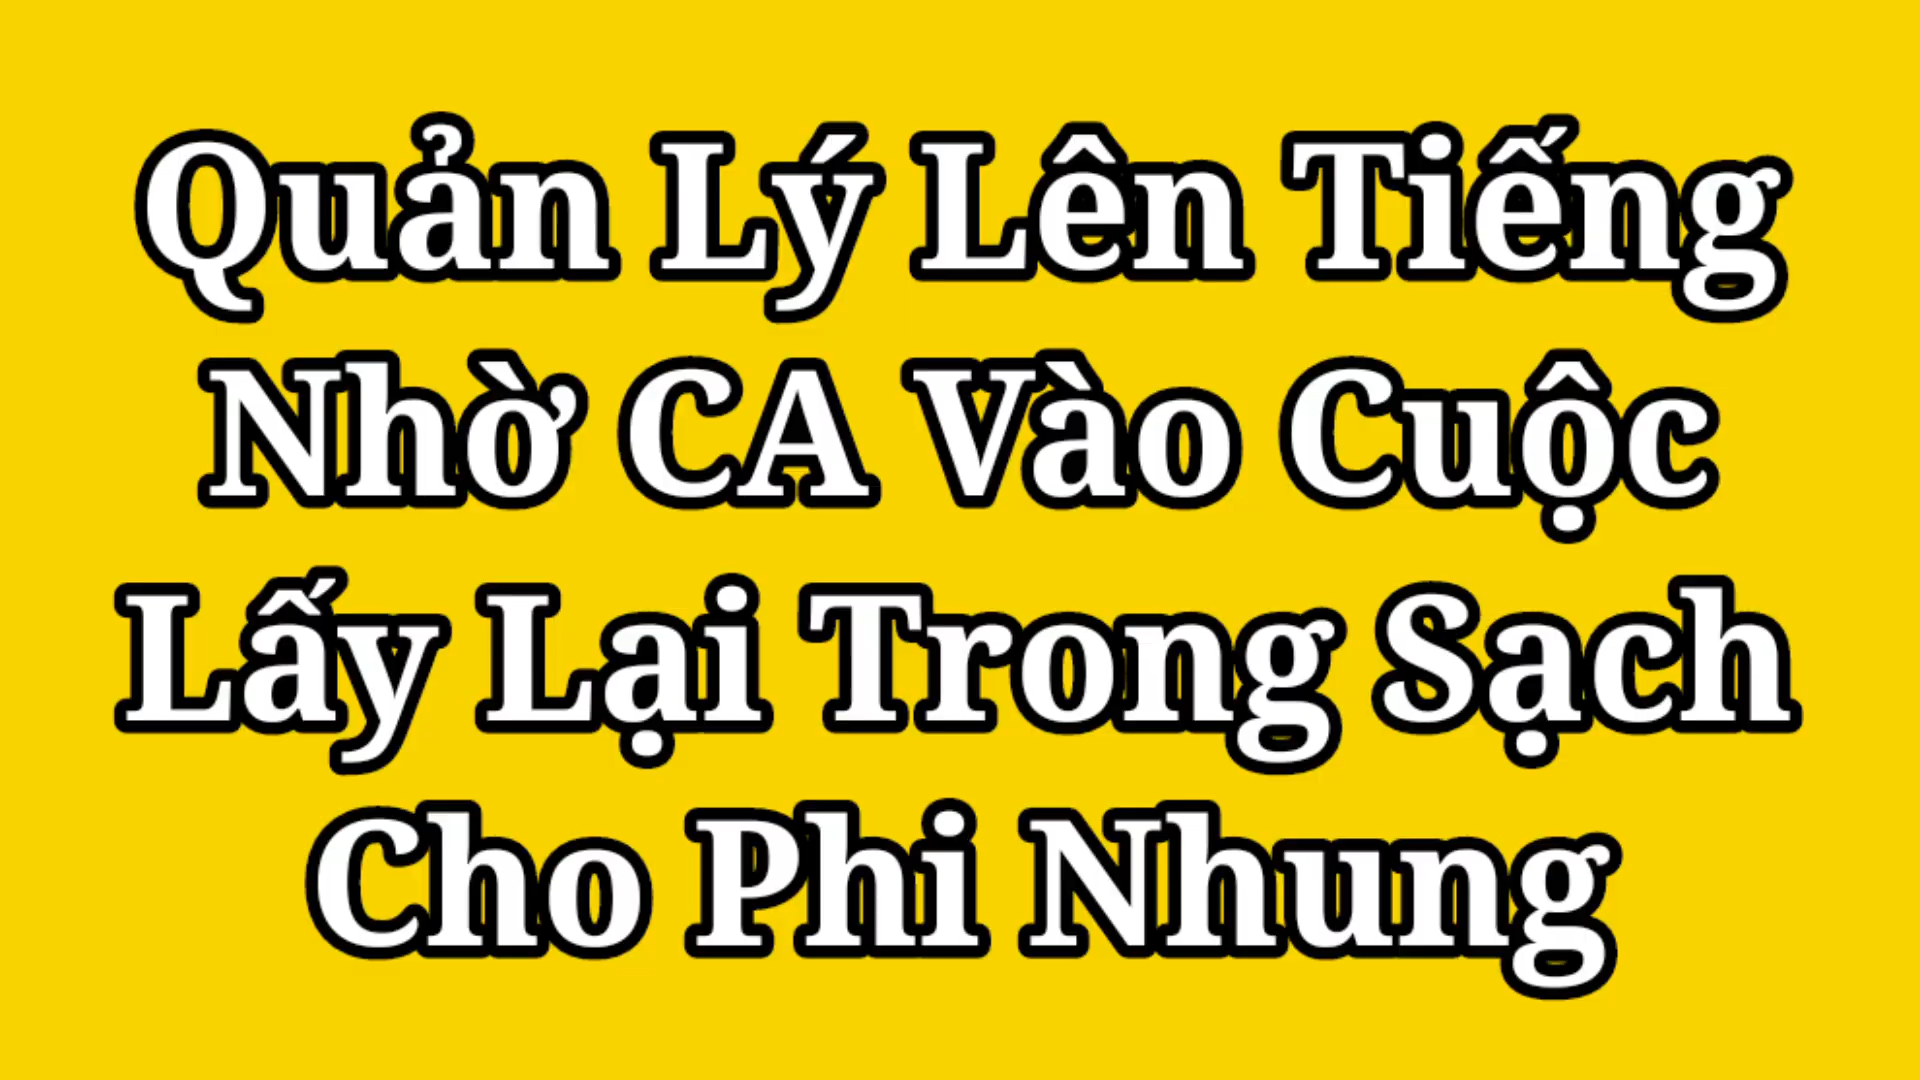 Quản Lý Lên Tiếng
Nhờ CA Vào Cuộc
Lấy Lại Trong Sạch
Cho Phi Nhung